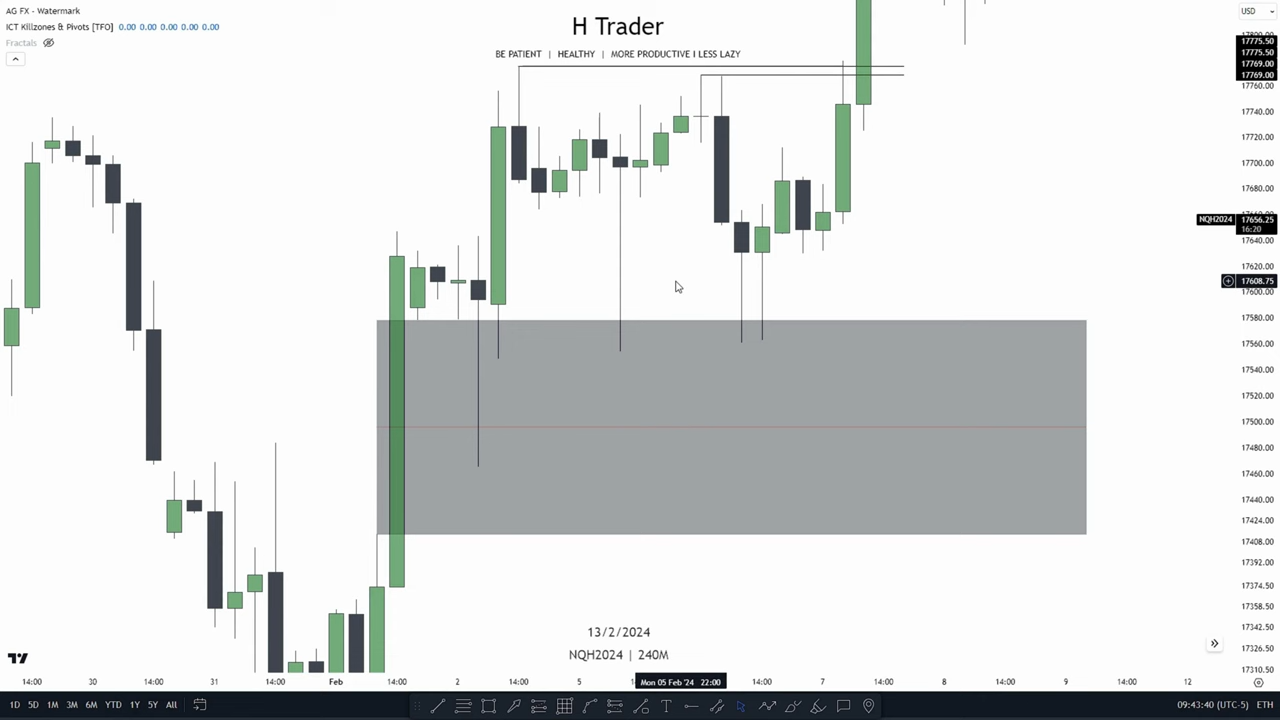 AG FX - Watermark
ICT Killzones & Pivots [TFO] 0.00 0.00 0.00 0.00 0.00
Fractals
H Trader
BE PATIENT | HEALTHY | MORE PRODUCTIVE I LESS LAZY
USD
17775.50
17775.50
17769.00
17769.00
17760.00
17740.00
17720.00
17700.00
17680.00
NQH2024 17656.25
16:20
17640.00
17620.00
17608.75
17600.00
17580.00
17560.00
17540.00
17520.00
17500.00
17480.00
17460.00
17440.00
17424.00
17408.00
17392.00
17374.50
17358.50
17342.50
17326.50
17310.50
13/2/2024
NQH2024 | 240M
14:00 30 14:00 31 14:00 Feb 14:00 2 14:00 5 Mon 05 Feb '24 22:00 14:00 7 14:00 8 14:00 9 14:00 12
1D 5D 1M 3M 6M YTD 1Y 5Y All
09:43:40 (UTC-5) ETH